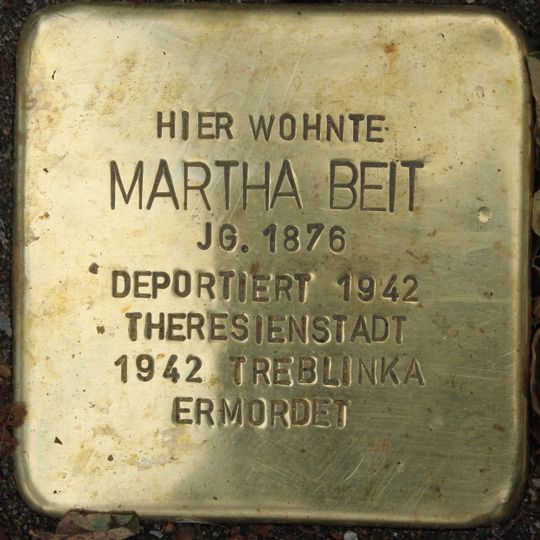 HIER WOHNTE
MARTHA BEIT
JG. 1876
DEPORTIERT 1942
THERESIENSTADT
1942 TREBLINKA
ERMORDET